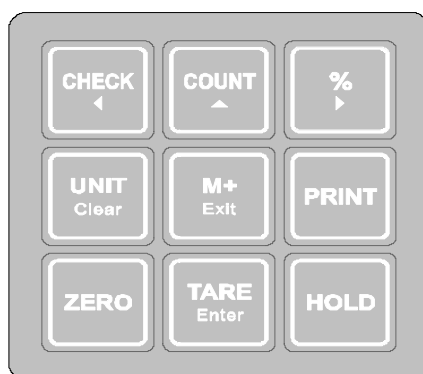 CHECK
COUNT
%
UNIT
Clear
M+
Exit
PRINT
ZERO
TARE
Enter
HOLD